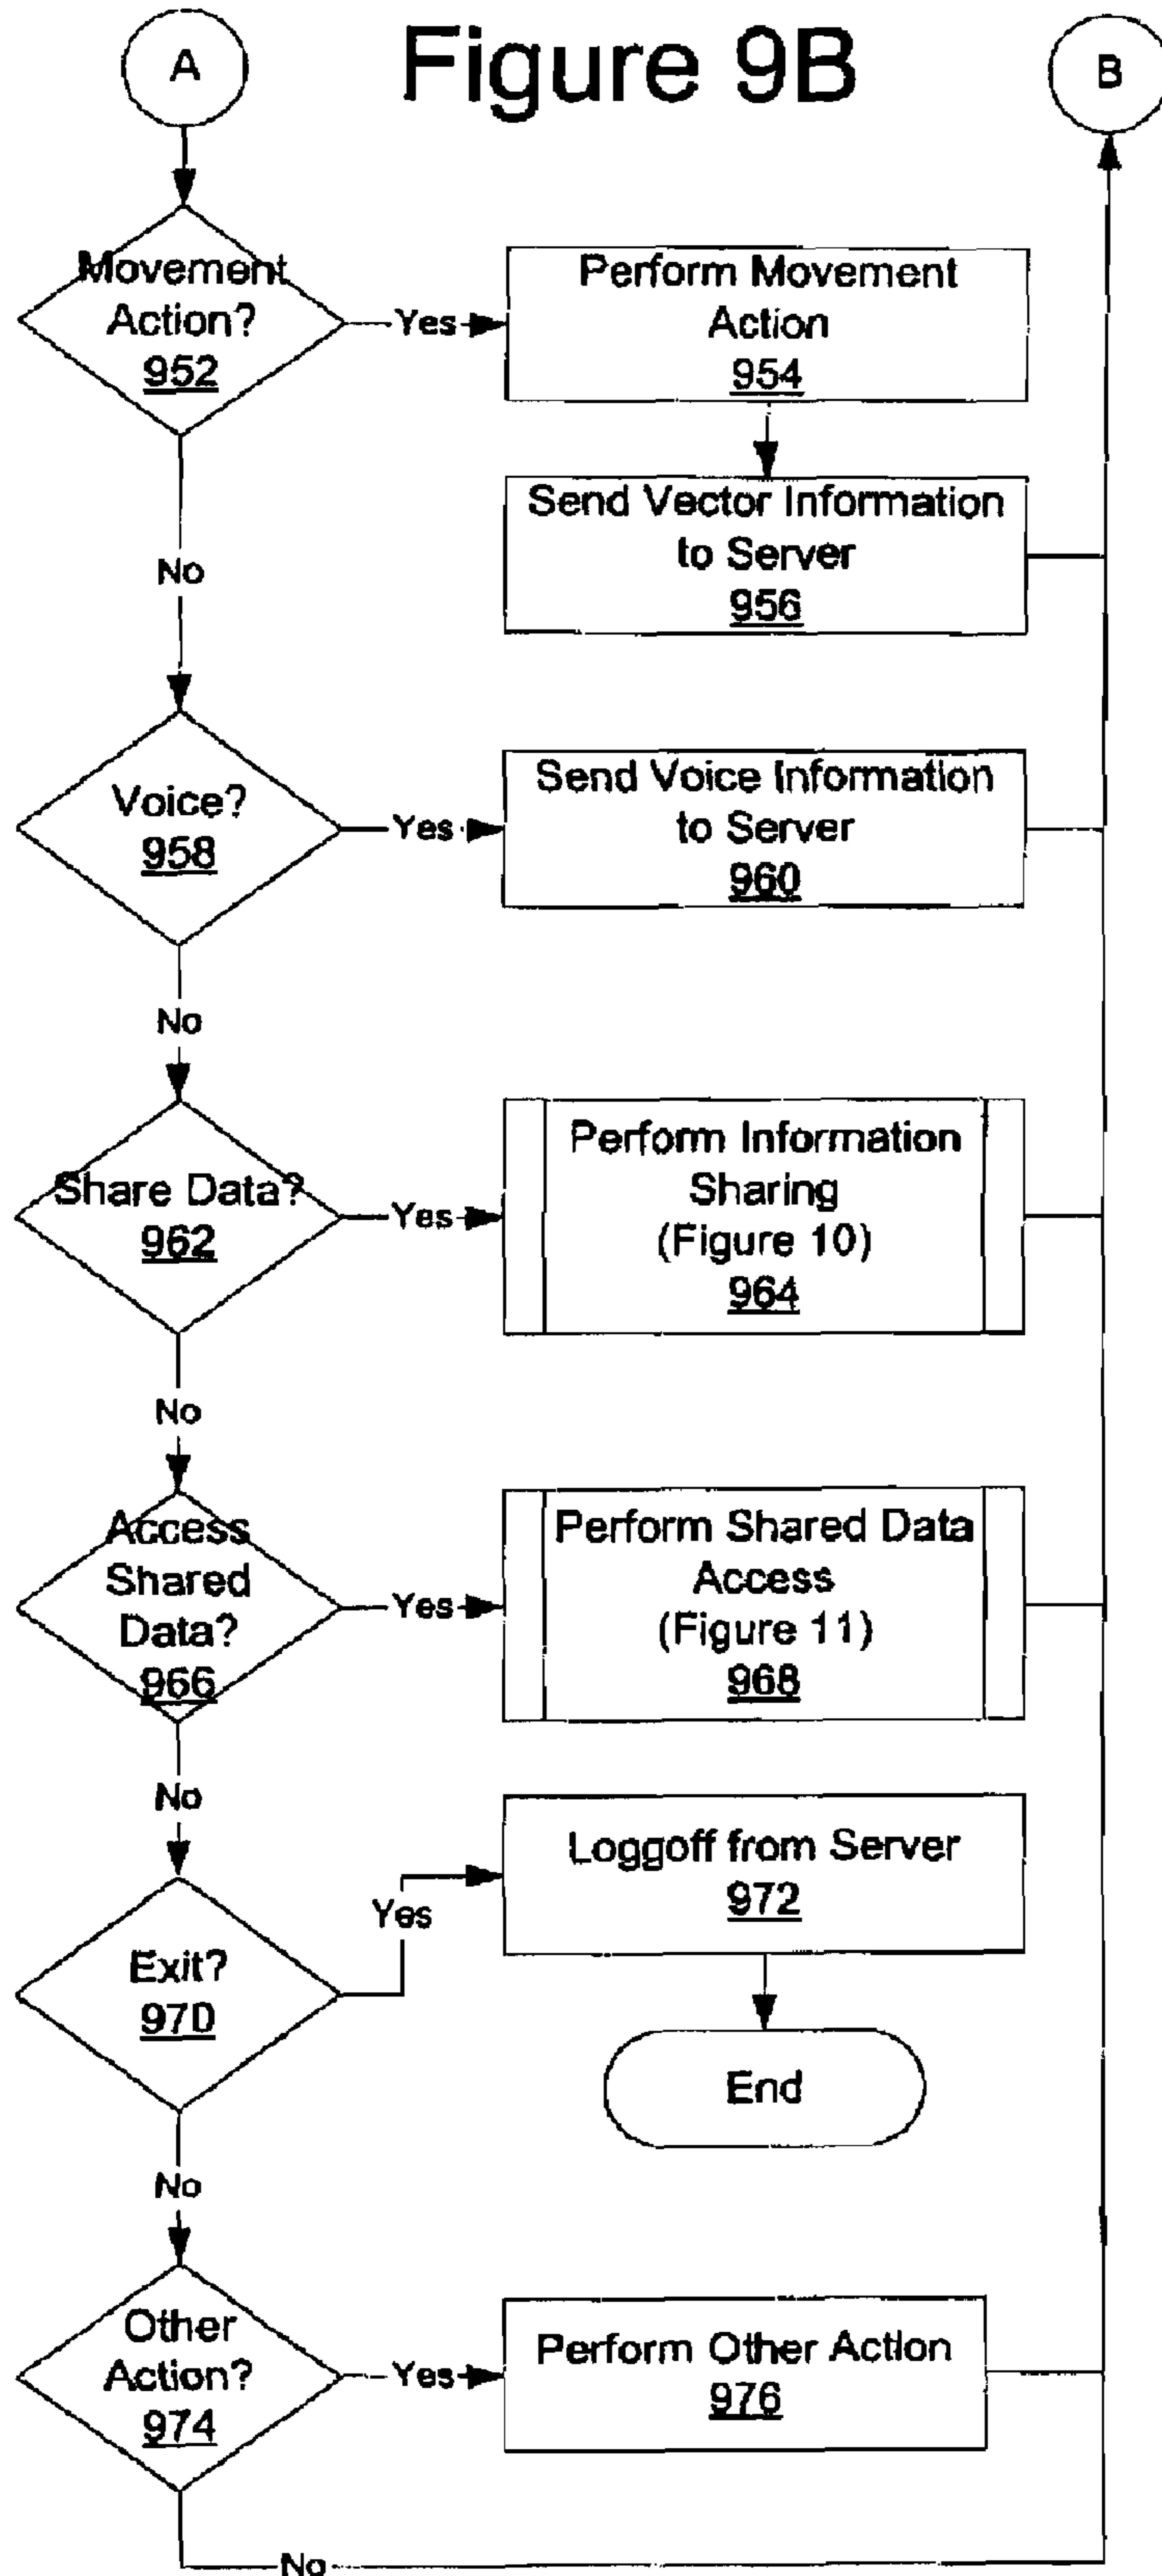 Figure 9B
A
B
Movement
Action?
952
Yes
Perform Movement
Action
954
Send Vector Information
to Server
956
No
Voice?
958
Yes
Send Voice Information
to Server
960
No
Share Data?
962
Yes
Perform Information
Sharing
(Figure 10)
964
No
Access
Shared
Data?
966
Yes
Perform Shared Data
Access
(Figure 11)
968
No
Exit?
970
Yes
Loggoff from Server
972
End
No
Other
Action?
974
Yes
Perform Other Action
976
No